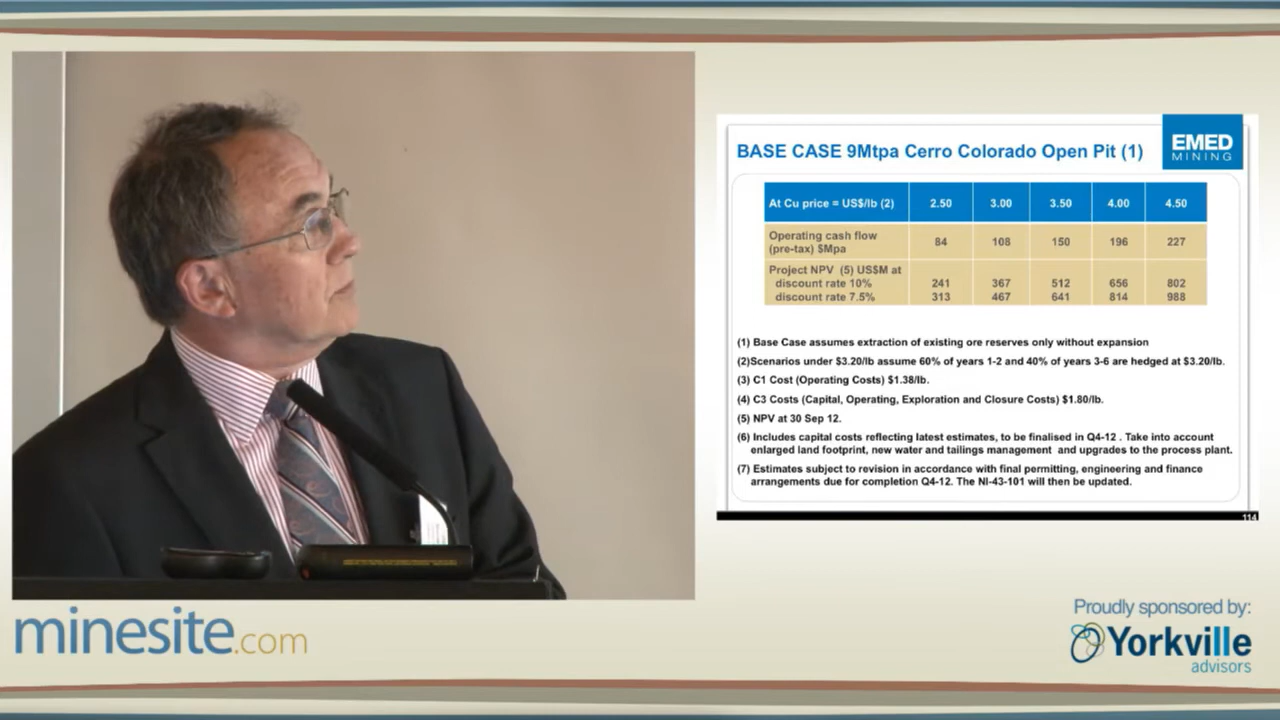 BASE CASE 9Mtpa Cerro Colorado Open Pit (1)
EMED
MINING
At Cu price = US$/lb (2) 2.50 3.00 3.50 4.00 4.50
Operating cash flow
(pre-tax) $Mpa 84 108 150 196 227
Project NPV (5) US$M at
discount rate 10% 241 367 512 656 802
discount rate 7.5% 313 467 641 814 988
(1) Base Case assumes extraction of existing ore reserves only without expansion
(2)Scenarios under $3.20/lb assume 60% of years 1-2 and 40% of years 3-6 are hedged at $3.20/lb.
(3) C1 Cost (Operating Costs) $1.38/lb.
(4) C3 Costs (Capital, Operating, Exploration and Closure Costs) $1.80/lb.
(5) NPV at 30 Sep 12.
(6) Includes capital costs reflecting latest estimates, to be finalised in Q4-12 . Take into account
enlarged land footprint, new water and tailings management and upgrades to the process plant.
(7) Estimates subject to revision in accordance with final permitting, engineering and finance
arrangements due for completion Q4-12. The NI-43-101 will then be updated.
114
minesite.com
Proudly sponsored by:
Yorkville
advisors